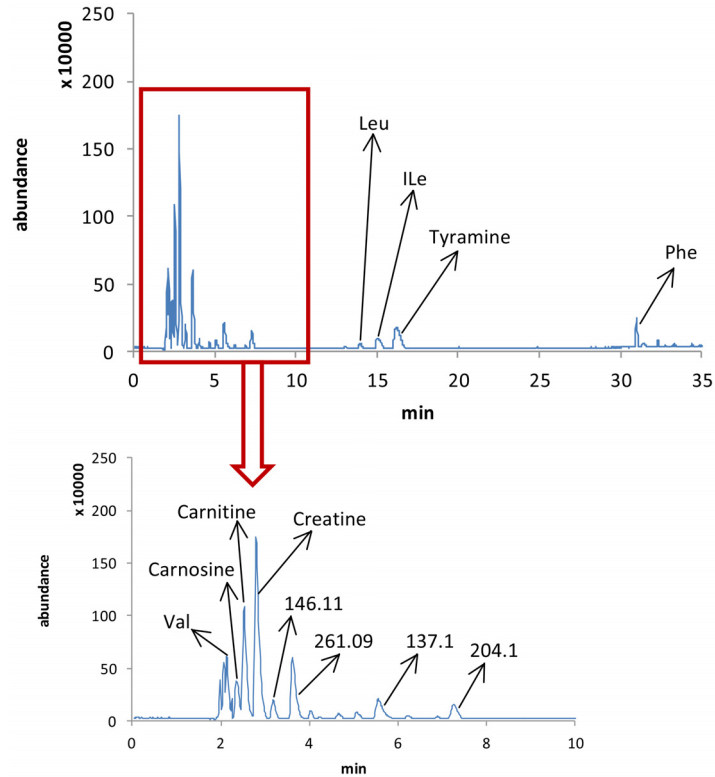 250
x 10000
200
150
100
50
0
abundance
Leu
ILe
Tyramine
Phe
0 5 10 15 20 25 30 35
min
250
x 10000
200
150
100
50
0
abundance
Carnitine
Creatine
Carnosine
Val
146.11
261.09
137.1
204.1
0 2 4 6 8 10
min